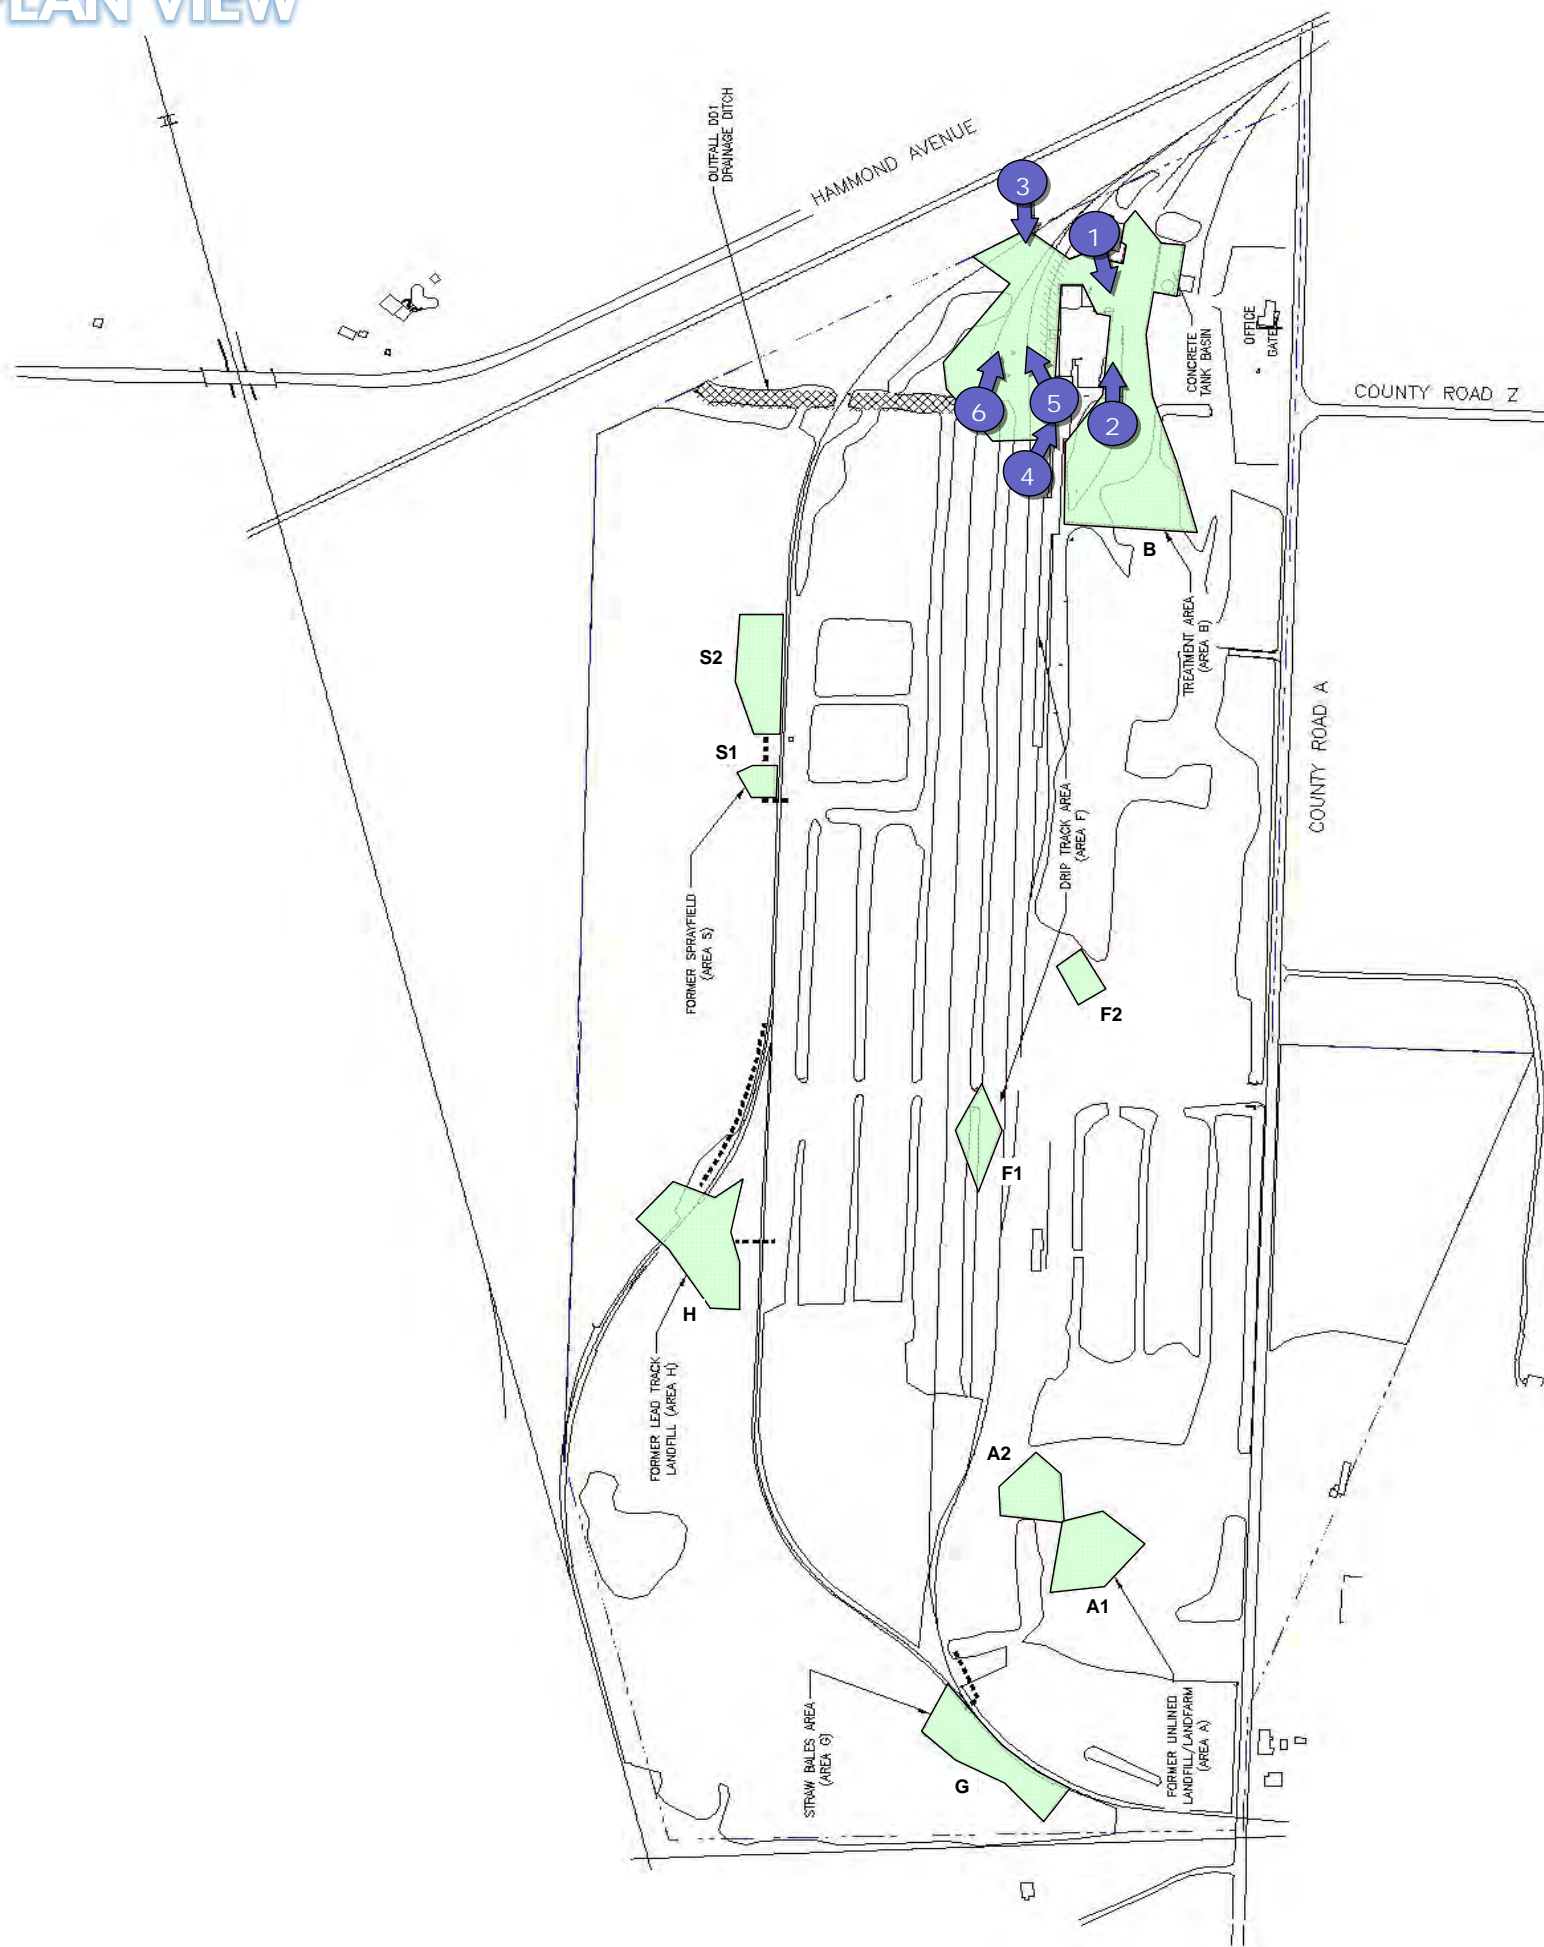 PLAN VIEW
OUTFALL DD1
DRAINAGE DITCH
HAMMOND AVENUE
3
1
CONCRETE
TANK BASIN
OFFICE
GATE
COUNTY ROAD Z
6
5
2
4
B
TREATMENT AREA
(AREA B)
S2
S1
COUNTY ROAD A
DRIP TRACK AREA
(AREA F)
FORMER SPRAYFIELD
(AREA S)
F2
F1
H
FORMER LEAD TRACK
LANDFILL (AREA H)
A2
A1
STRAW BALES AREA
(AREA G)
G
FORMER UNLINED
LANDFILL/LANDFARM
(AREA A)